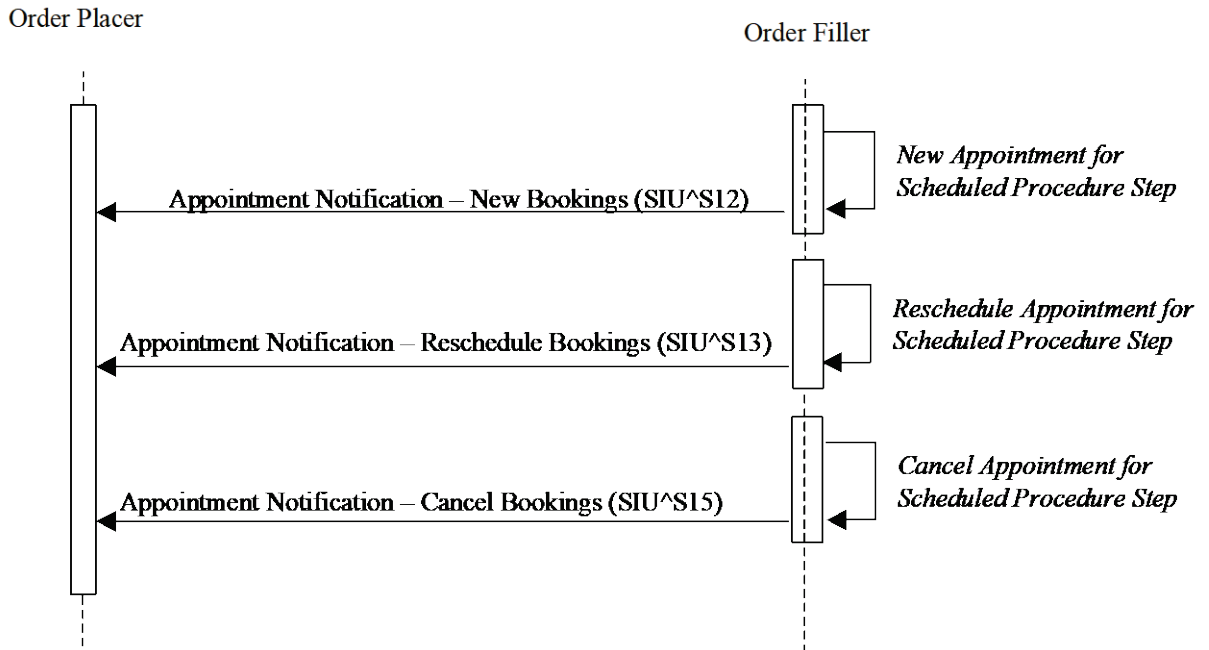 Order Placer
Order Filler
New Appointment for
Scheduled Procedure Step
Appointment Notification – New Bookings (SIU^S12)
Reschedule Appointment for
Scheduled Procedure Step
Appointment Notification – Reschedule Bookings (SIU^S13)
Cancel Appointment for
Scheduled Procedure Step
Appointment Notification – Cancel Bookings (SIU^S15)